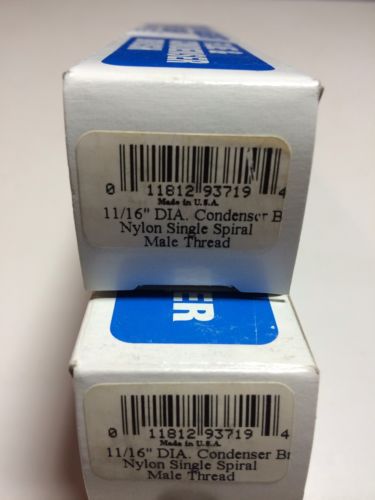 0 11812 93719 4
Made in U.S.A.
11/16" DIA. Condenser B
Nylon Single Spiral
Male Thread
ER
0 11812 93719 4
Made in U.S.A.
11/16" DIA. Condenser Br
Nylon Single Spiral
Male Thread